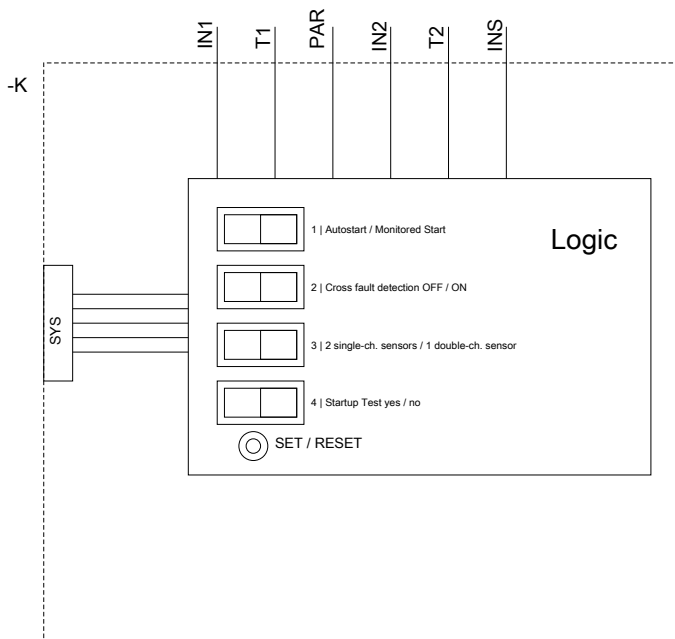 IN1
T1
PAR
IN2
T2
INS
-K
1 | Autostart / Monitored Start
Logic
2 | Cross fault detection OFF / ON
SYS
3 | 2 single-ch. sensors / 1 double-ch. sensor
4 | Startup Test yes / no
SET / RESET